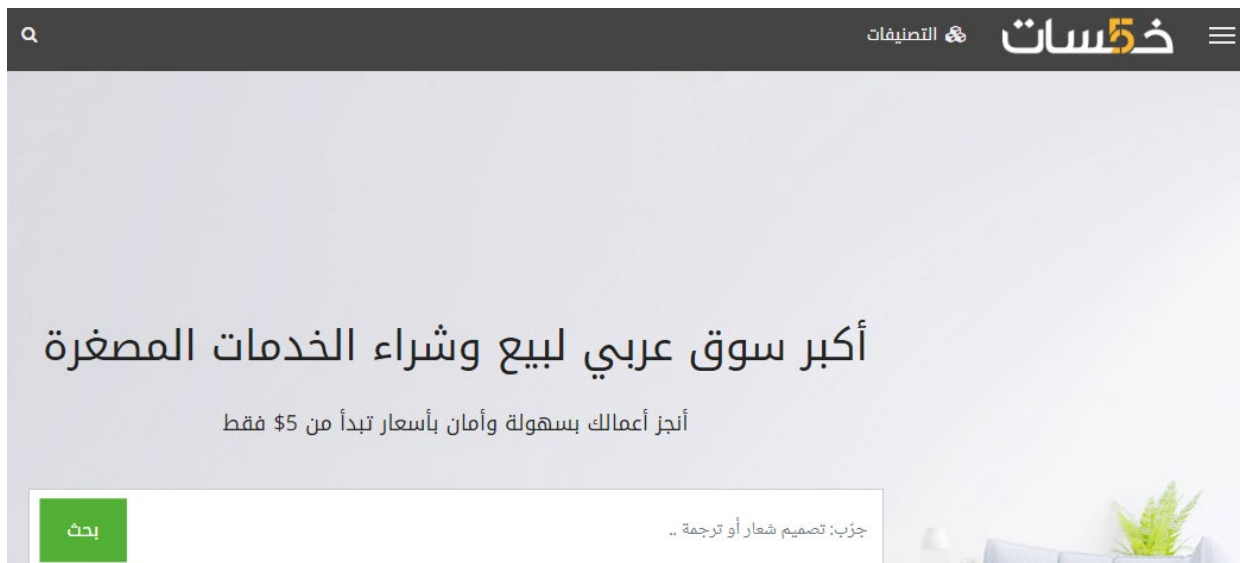 خ5سات
التصنيفات
أكبر سوق عربي لبيع وشراء الخدمات المصغرة
أنجز أعمالك بسهولة وأمان بأسعار تبدأ من 5$ فقط
جرّب: تصميم شعار أو ترجمة ..
بحث